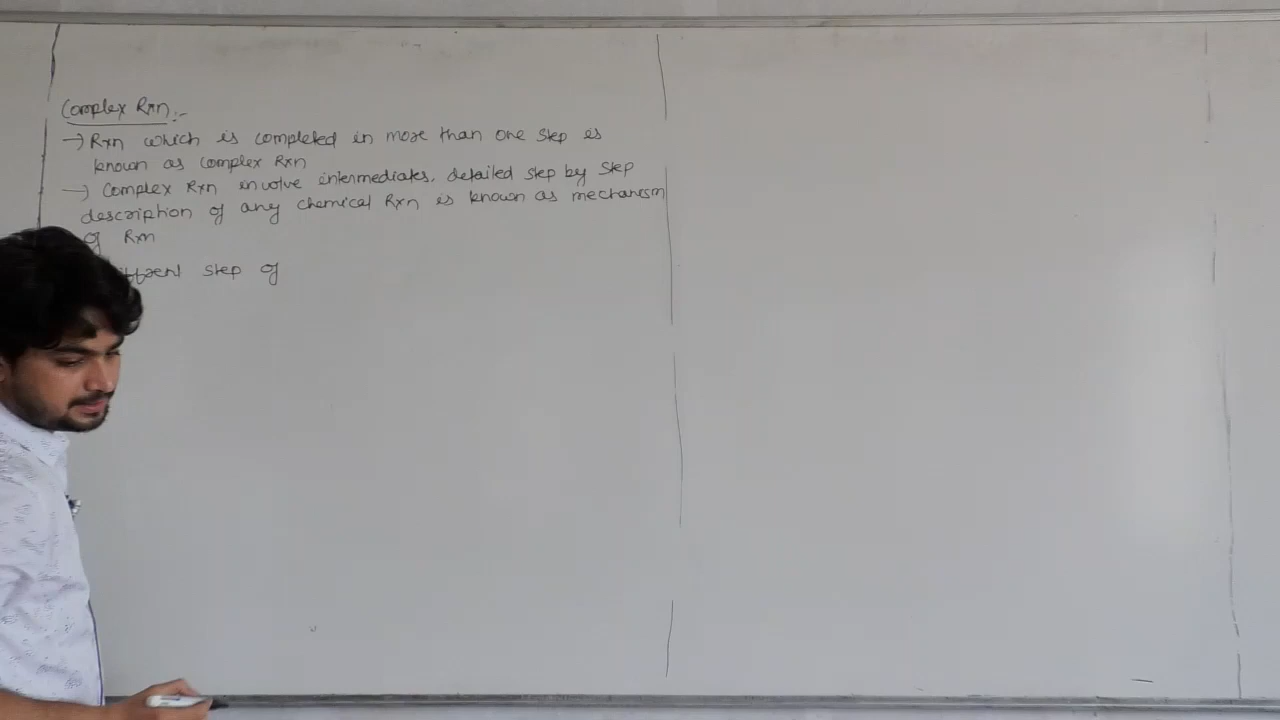 Complex Rxn :-
→ Rxn which is completed in more than one step is
known as complex Rxn
→ Complex Rxn involve intermediates, detailed step by step
description of any chemical Rxn is known as mechanism
of Rxn
step of